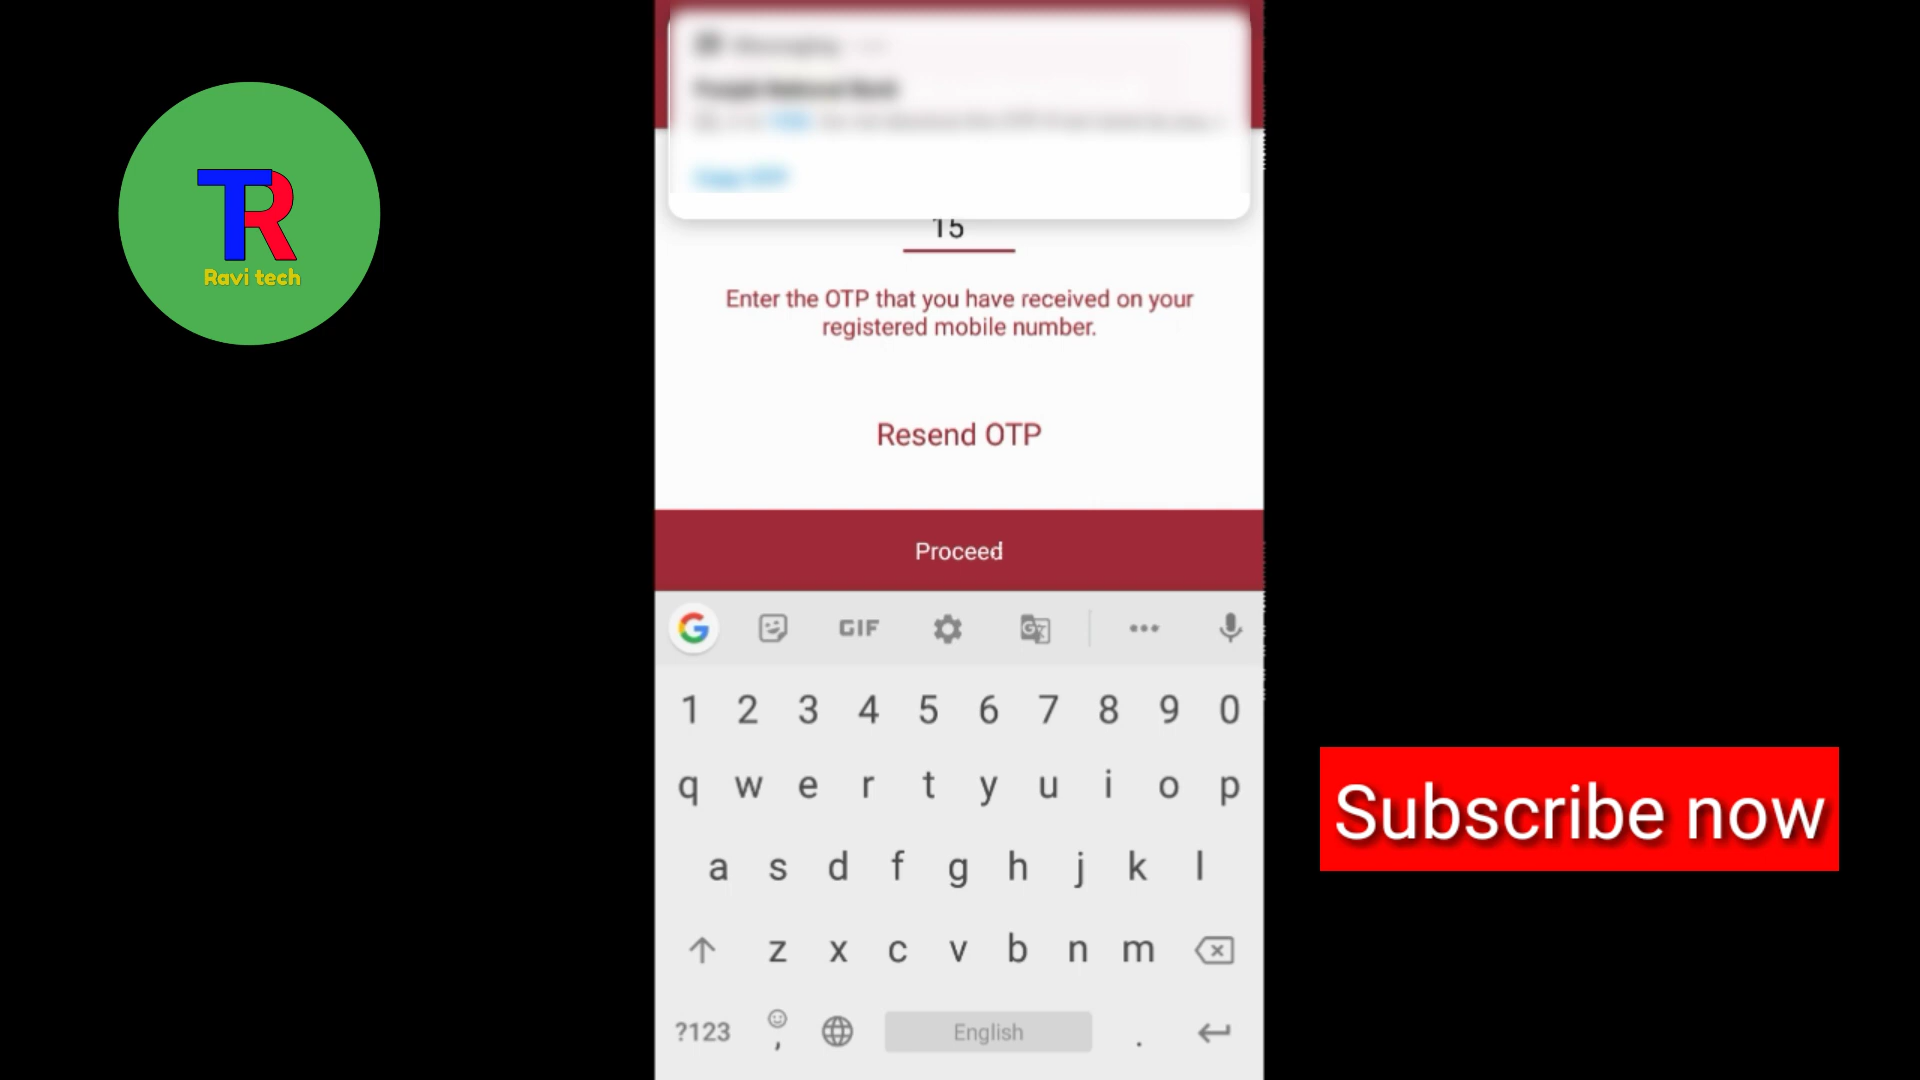 TR
Ravi tech
15
Enter the OTP that you have received on your
registered mobile number.
Resend OTP
Proceed
G GIF G
1 2 3 4 5 6 7 8 9 0
q w e r t y u i o p
a s d f g h j k l
z x c v b n m
?123 , English .
Subscribe now